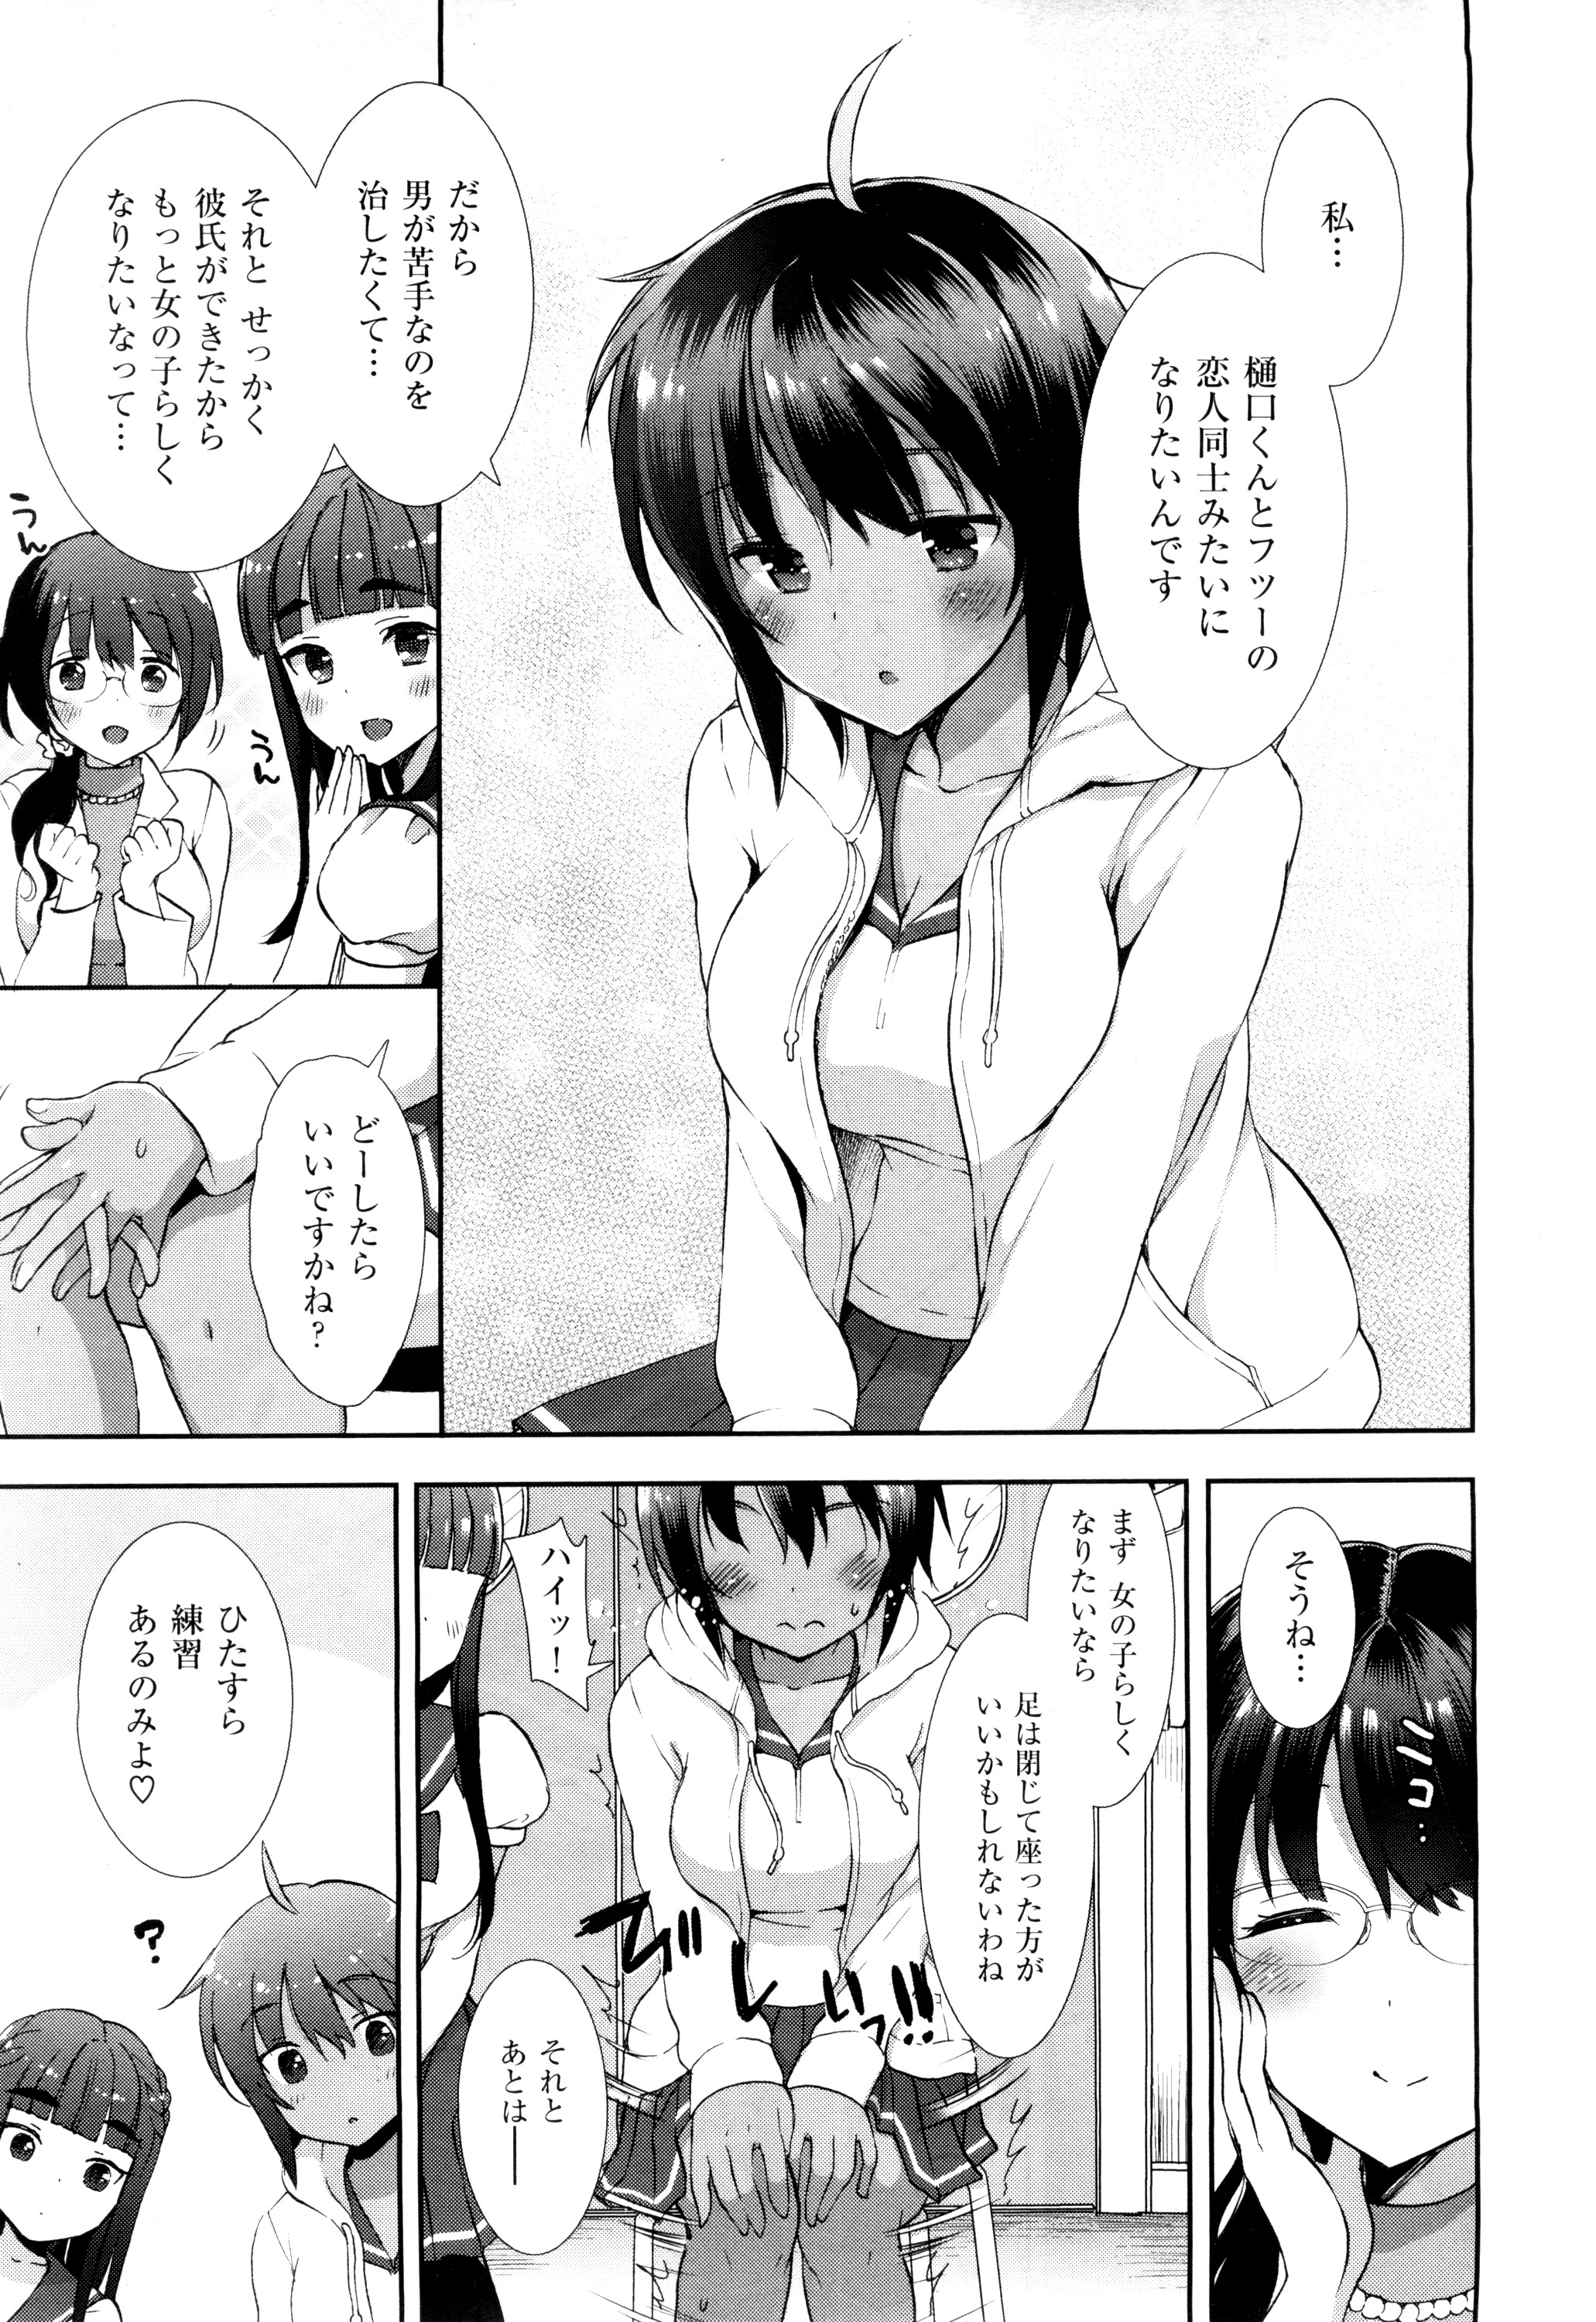 私…
樋口くんとフツーの
恋人同士みたいに
なりたいんです
だから
男が苦手なのを
治したくて…
それと せっかく
彼氏ができたから
もっと女の子らしく
なりたいなって…
うん
うん
どーしたら
いいですかね?
そうね…
ニコ…
まず 女の子らしく
なりたいなら
足は閉じて座った方が
いいかもしれないわね
ハイッ!
びしいっ!!
それと
あとは──
ひたすら
練習
あるのみよ♡
?